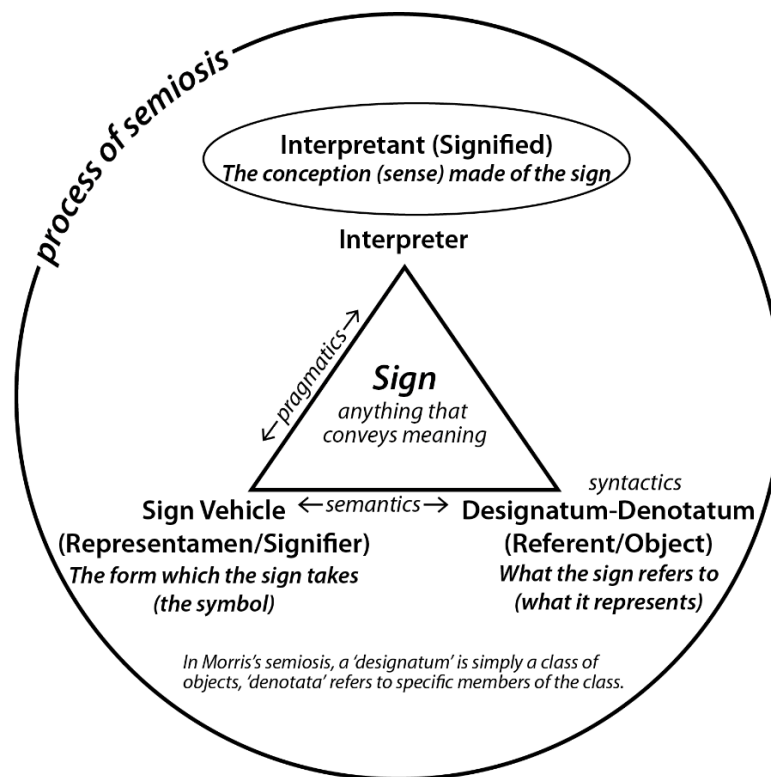 process of semiosis
Interpretant (Signified)
The conception (sense) made of the sign
Interpreter
←pragmatics→
Sign
anything that
conveys meaning
syntactics
Sign Vehicle
←semantics→
Designatum-Denotatum
(Representamen/Signifier)
(Referent/Object)
The form which the sign takes
(the symbol)
What the sign refers to
(what it represents)
In Morris's semiosis, a ‘designatum’ is simply a class of
objects, ‘denotata’ refers to specific members of the class.